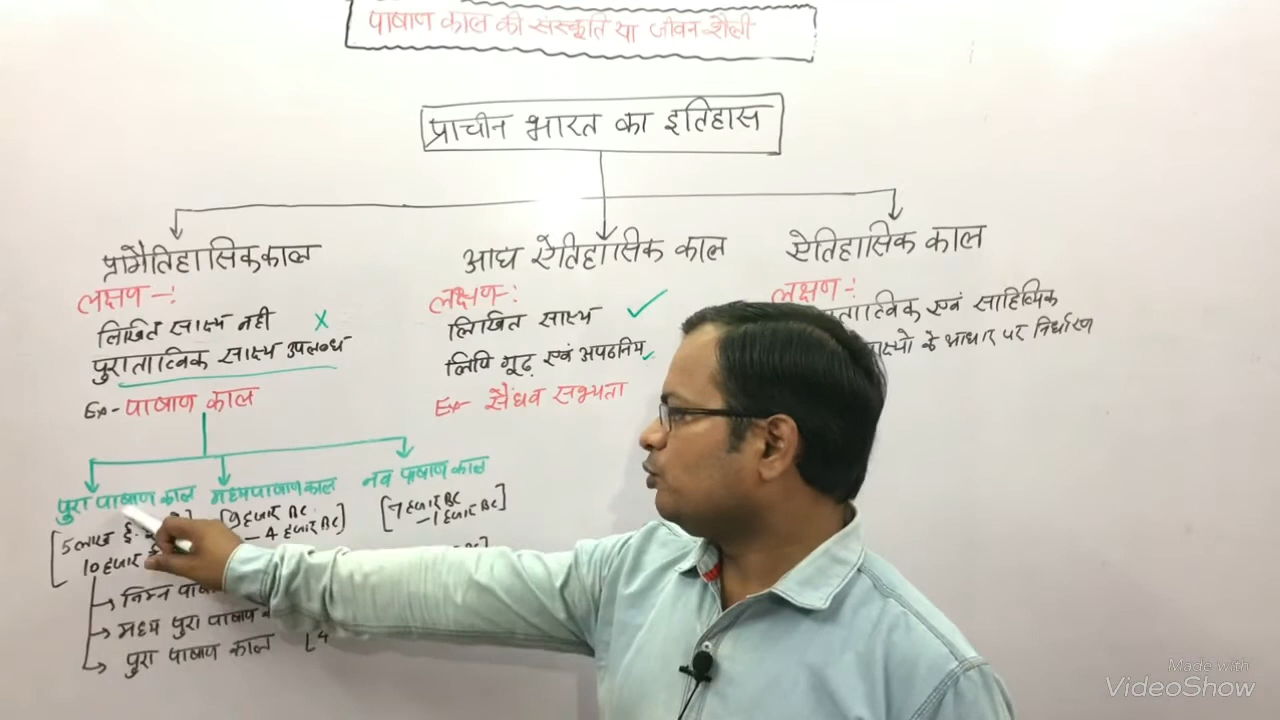 पाषाण काल की संस्कृति या जीवन शैली
प्राचीन भारत का इतिहास
प्रागैतिहासिक काल
लक्षण -:
लिखित साक्ष्य नही X
पुरातात्विक साक्ष्य उपलब्ध
Ex- पाषाण काल
पुरा पाषाण काल
[5 लाख ई.
10 हजार
निम्न
मध्य पुरा पाषाण
पुरा पाषाण काल
मध्यपाषाण काल
[9 हजार BC
-4 हजार BC]
नव पाषाण काल
[7 हजार BC
-1 हजार BC]
आद्य ऐतिहासिक काल
लक्षण -:
लिखित साक्ष्य ✓
लिपि गूढ़ एवं अपठनिय ✓
Ex- सैंधव सभ्यता
ऐतिहासिक काल
लक्षण -:
एवं साहित्यिक
के आधार पर निर्धारण
Made with
VideoShow